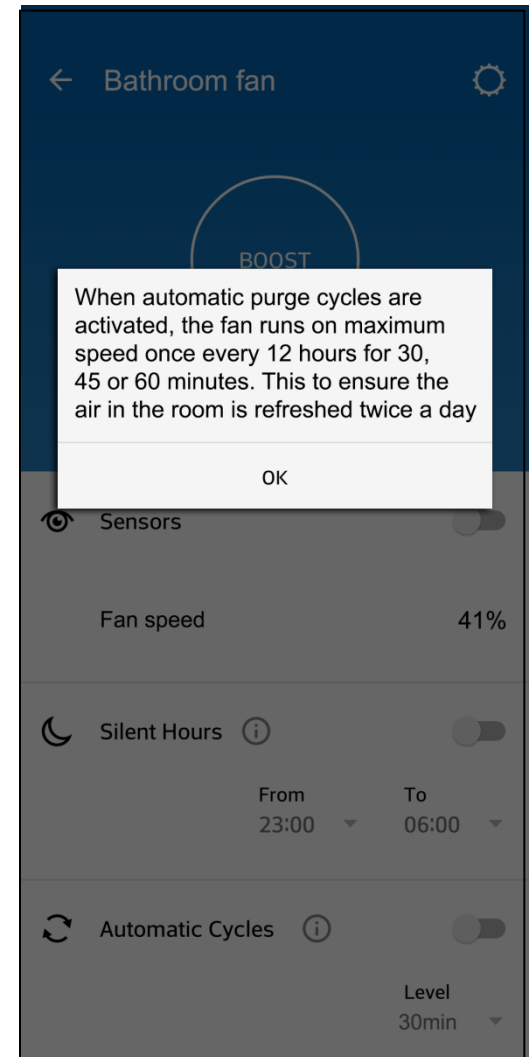 Bathroom fan
BOOST
When automatic purge cycles are
activated, the fan runs on maximum
speed once every 12 hours for 30,
45 or 60 minutes. This to ensure the
air in the room is refreshed twice a day
OK
Sensors
Fan speed 41%
Silent Hours
From To
23:00 06:00
Automatic Cycles
Level
30min